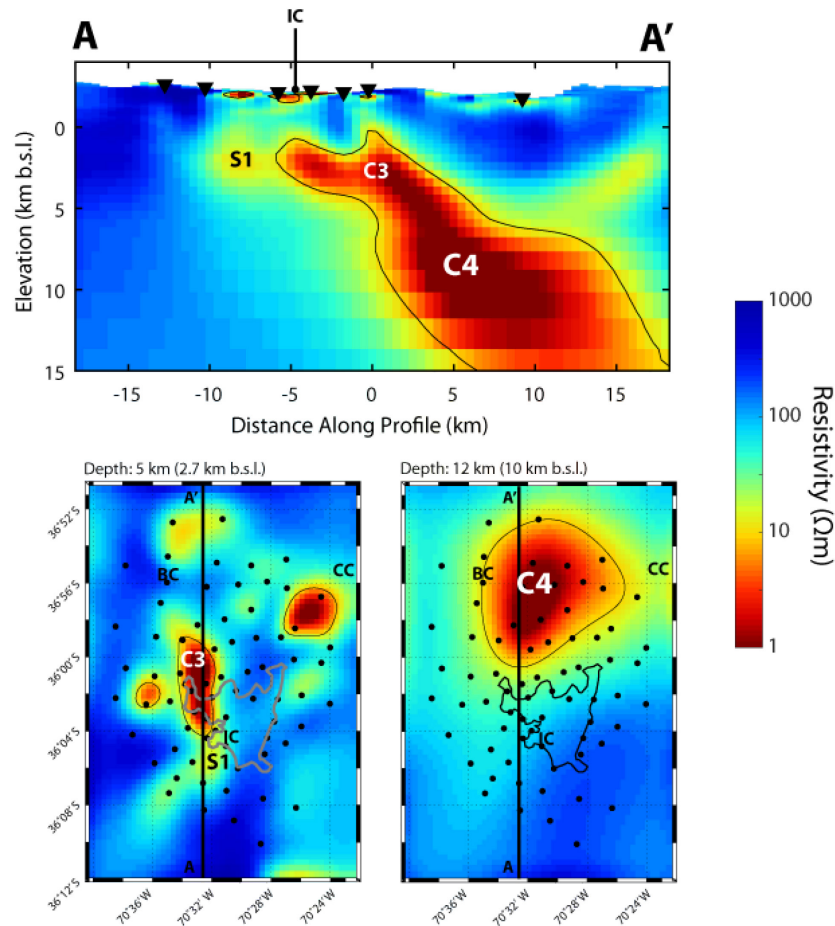 IC
A
A'
0
5
10
15
Elevation (km b.s.l.)
S1
C3
C4
-15
-10
-5
0
5
10
15
Distance Along Profile (km)
1000
100
10
1
Resistivity (Ωm)
Depth: 5 km (2.7 km b.s.l.)
A'
BC
CC
C3
IC
S1
A
36°52'S
36°56'S
36°00'S
36°04'S
36°08'S
36°12'S
70°36'W
70°32'W
70°28'W
70°24'W
Depth: 12 km (10 km b.s.l.)
A'
BC
C4
CC
IC
A
70°36'W
70°32'W
70°28'W
70°24'W